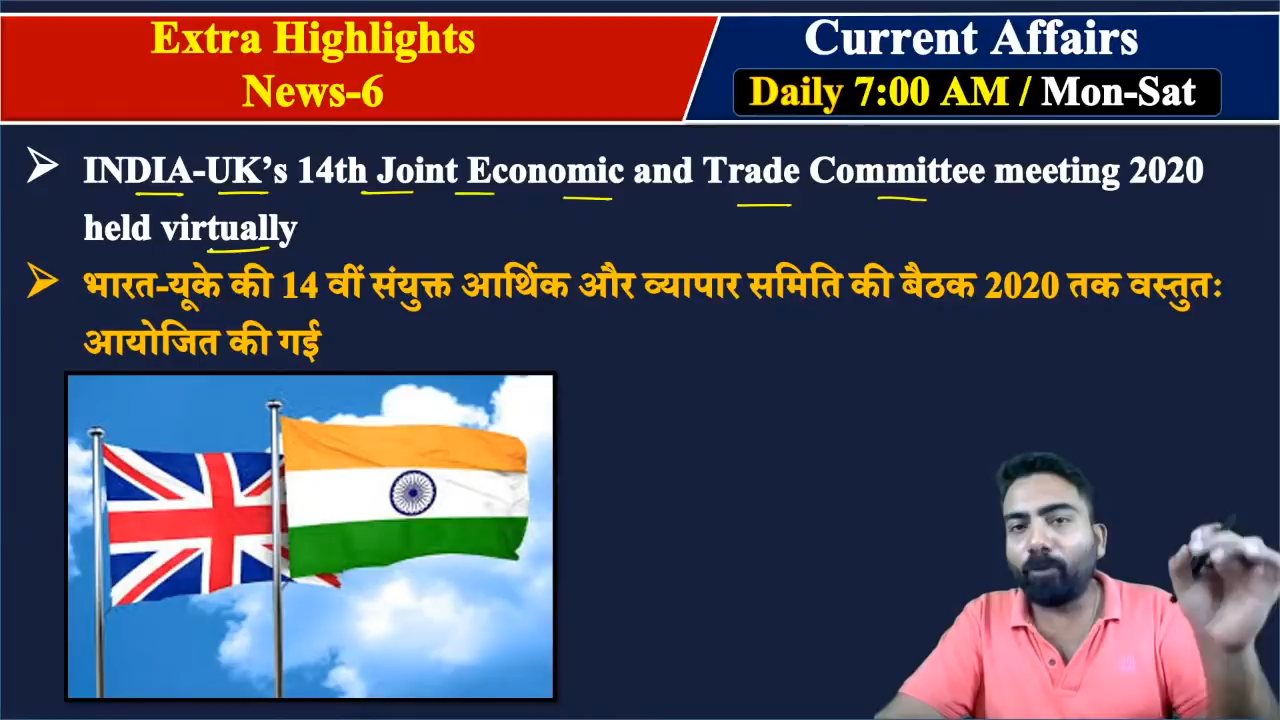 Extra Highlights
News-6
Current Affairs
Daily 7:00 AM / Mon-Sat
INDIA-UK’s 14th Joint Economic and Trade Committee meeting 2020
held virtually
भारत-यूके की 14 वीं संयुक्त आर्थिक और व्यापार समिति की बैठक 2020 तक वस्तुतः
आयोजित की गई